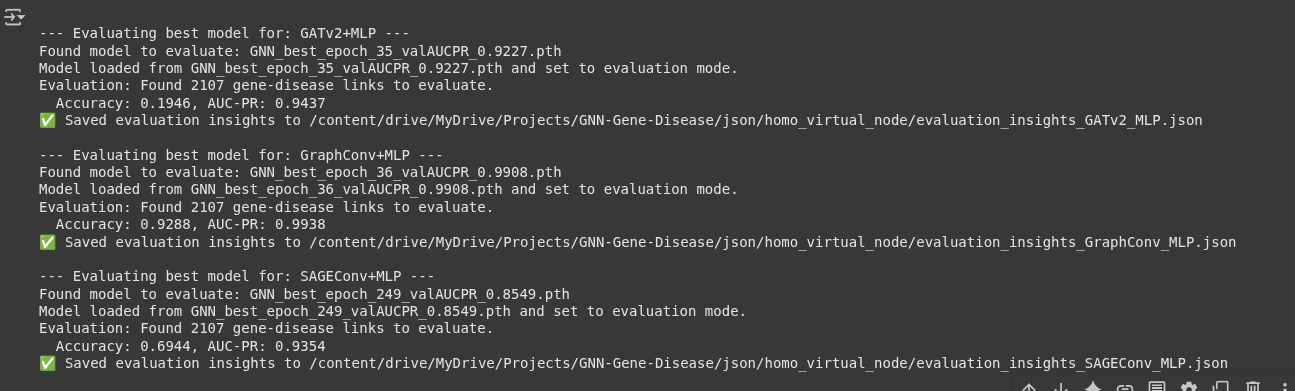 --- Evaluating best model for: GATv2+MLP ---
Found model to evaluate: GNN_best_epoch_35_valAUCPR_0.9227.pth
Model loaded from GNN_best_epoch_35_valAUCPR_0.9227.pth and set to evaluation mode.
Evaluation: Found 2107 gene-disease links to evaluate.
  Accuracy: 0.1946, AUC-PR: 0.9437
✅ Saved evaluation insights to /content/drive/MyDrive/Projects/GNN-Gene-Disease/json/homo_virtual_node/evaluation_insights_GATv2_MLP.json

--- Evaluating best model for: GraphConv+MLP ---
Found model to evaluate: GNN_best_epoch_36_valAUCPR_0.9908.pth
Model loaded from GNN_best_epoch_36_valAUCPR_0.9908.pth and set to evaluation mode.
Evaluation: Found 2107 gene-disease links to evaluate.
  Accuracy: 0.9288, AUC-PR: 0.9938
✅ Saved evaluation insights to /content/drive/MyDrive/Projects/GNN-Gene-Disease/json/homo_virtual_node/evaluation_insights_GraphConv_MLP.json

--- Evaluating best model for: SAGEConv+MLP ---
Found model to evaluate: GNN_best_epoch_249_valAUCPR_0.8549.pth
Model loaded from GNN_best_epoch_249_valAUCPR_0.8549.pth and set to evaluation mode.
Evaluation: Found 2107 gene-disease links to evaluate.
  Accuracy: 0.6944, AUC-PR: 0.9354
✅ Saved evaluation insights to /content/drive/MyDrive/Projects/GNN-Gene-Disease/json/homo_virtual_node/evaluation_insights_SAGEConv_MLP.json